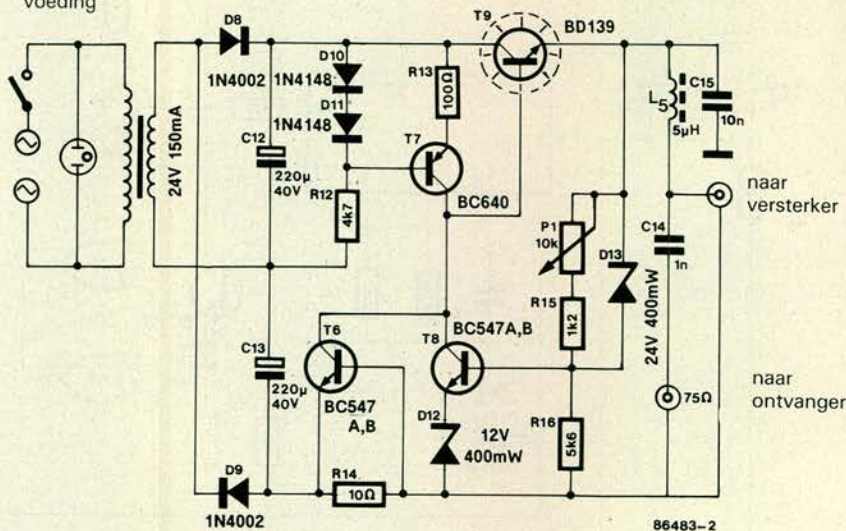 voeding
D8
1N4002
D10
1N4148
D11
1N4148
C12
220µ
40V
R12
4k7
24V 150mA
R13
100Ω
T7
BC640
T9
BD139
L5
5µH
C15
10n
naar
versterker
P1
10k
D13
24V 400mW
C14
1n
R15
1k2
T6
BC547
A,B
T8
BC547A,B
D12
12V
400mW
R16
5k6
C13
220µ
40V
D9
1N4002
R14
10Ω
75Ω
naar
ontvanger
86483-2